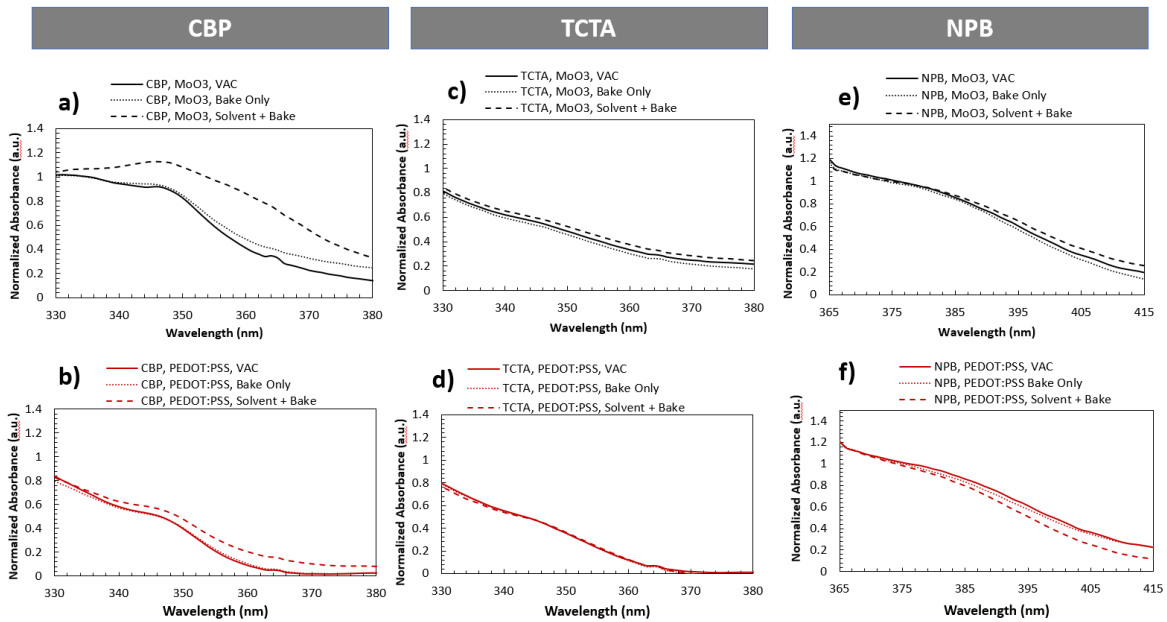 CBP
TCTA
NPB
a)
CBP, MoO3, VAC
CBP, MoO3, Bake Only
CBP, MoO3, Solvent + Bake
Normalized Absorbance (a.u.)
1.4
1.2
1
0.8
0.6
0.4
0.2
0
330 340 350 360 370 380
Wavelength (nm)
c)
TCTA, MoO3, VAC
TCTA, MoO3, Bake Only
TCTA, MoO3, Solvent + Bake
Normalized Absorbance (a.u.)
1.4
1.2
1
0.8
0.6
0.4
0.2
0
330 340 350 360 370 380
Wavelength (nm)
e)
NPB, MoO3, VAC
NPB, MoO3, Bake Only
NPB, MoO3, Solvent + Bake
Normalized Absorbance (a.u.)
1.4
1.2
1
0.8
0.6
0.4
0.2
0
365 375 385 395 405 415
Wavelength (nm)
b)
CBP, PEDOT:PSS, VAC
CBP, PEDOT:PSS, Bake Only
CBP, PEDOT:PSS, Solvent + Bake
Normalized Absorbance (a.u.)
1.4
1.2
1
0.8
0.6
0.4
0.2
0
330 340 350 360 370 380
Wavelength (nm)
d)
TCTA, PEDOT:PSS, VAC
TCTA, PEDOT:PSS, Bake Only
TCTA, PEDOT:PSS, Solvent + Bake
Normalized Absorbance (a.u.)
1.4
1.2
1
0.8
0.6
0.4
0.2
0
330 340 350 360 370 380
Wavelength (nm)
f)
NPB, PEDOT:PSS, VAC
NPB, PEDOT:PSS Bake Only
NPB, PEDOT:PSS, Solvent + Bake
Normalized Absorbance (a.u.)
1.4
1.2
1
0.8
0.6
0.4
0.2
0
365 375 385 395 405 415
Wavelength (nm)